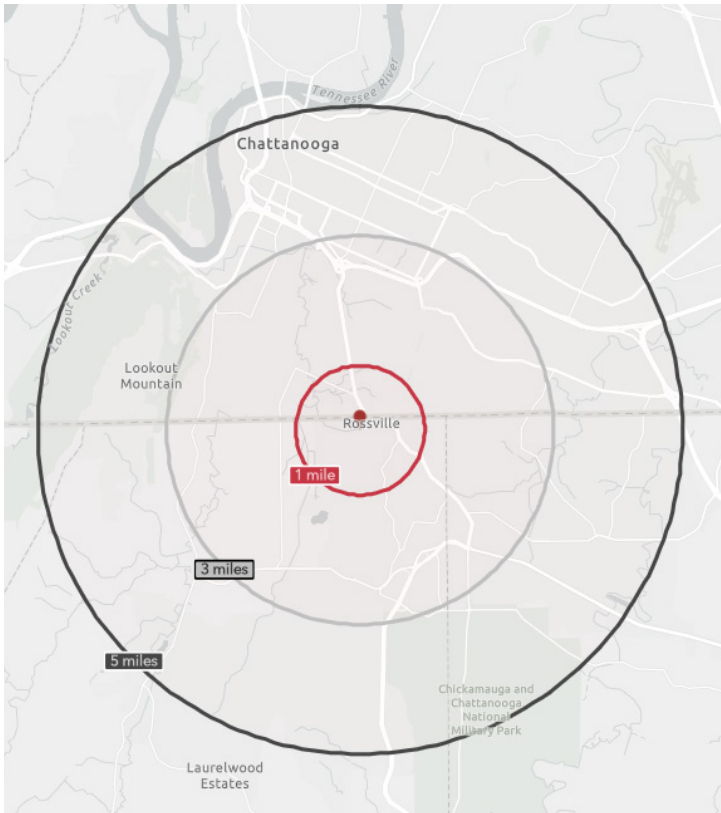 Tennessee River
Chattanooga
Lookout Creek
Lookout
Mountain
Rossville
1 mile
3 miles
5 miles
Chickamauga and
Chattanooga
National
Military Park
Laurelwood
Estates